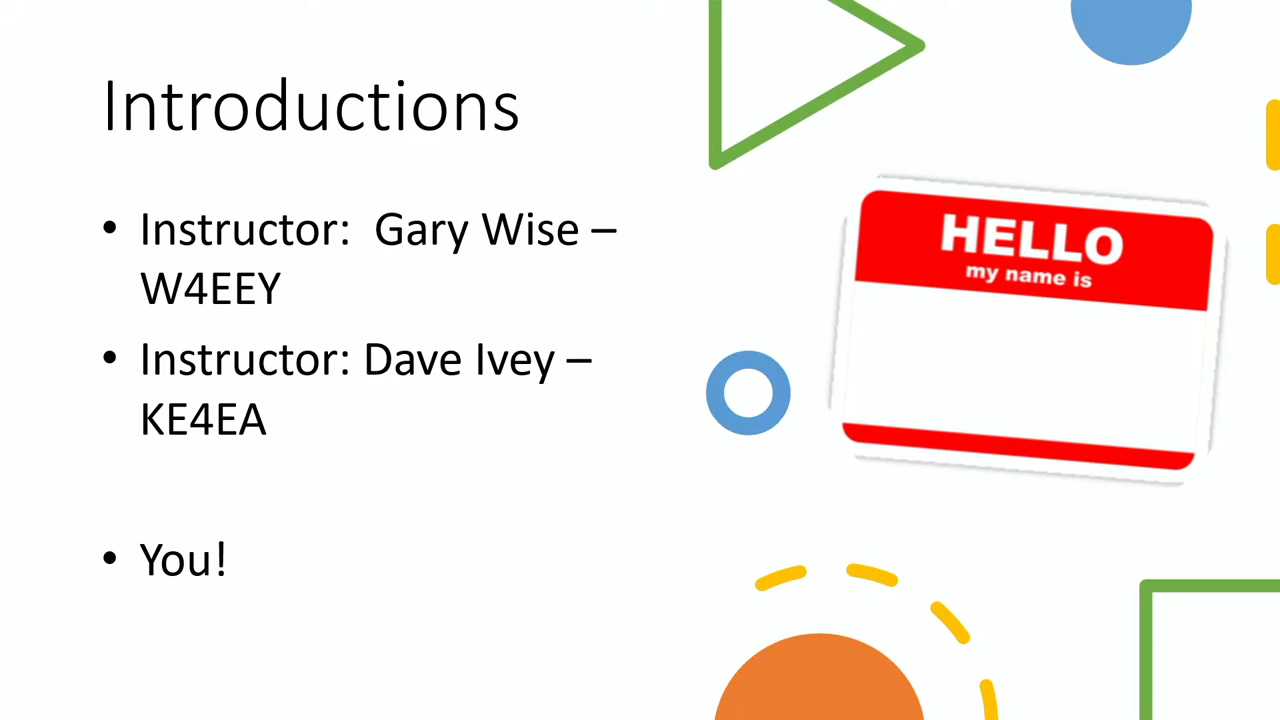 Introductions
• Instructor:  Gary Wise –
W4EEY
• Instructor: Dave Ivey –
KE4EA
• You!
HELLO
my name is